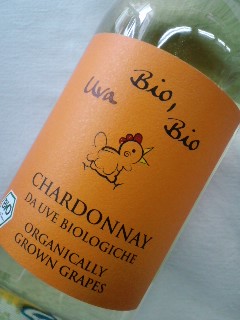 Bio,
Uva Bio
CHARDONNAY
DA UVE BIOLOGICHE
ORGANICALLY
GROWN GRAPES